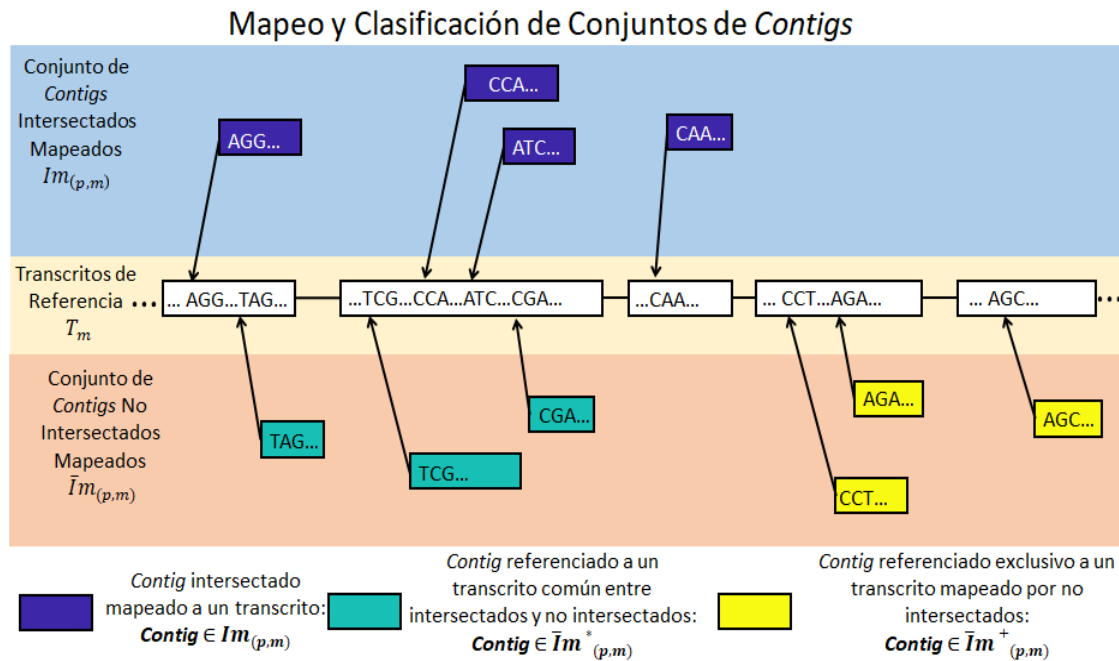 Mapeo y Clasificación de Conjuntos de Contigs
Conjunto de
Contigs
Intersectados
Mapeados
Im(p,m)
CCA...
AGG...
ATC...
CAA...
Transcritos de
Referencia
Tm
...
... AGG...TAG...
...TCG...CCA...ATC...CGA...
...CAA...
... CCT...AGA...
... AGC...
...
Conjunto de
Contigs No
Intersectados
Mapeados
Īm(p,m)
TAG...
TCG...
CGA...
AGA...
CCT...
AGC...
Contig intersectado
mapeado a un transcrito:
Contig ∈ Im(p,m)
Contig referenciado a un
transcrito común entre
intersectados y no intersectados:
Contig ∈ Īm*(p,m)
Contig referenciado exclusivo a un
transcrito mapeado por no
intersectados:
Contig ∈ Īm+(p,m)